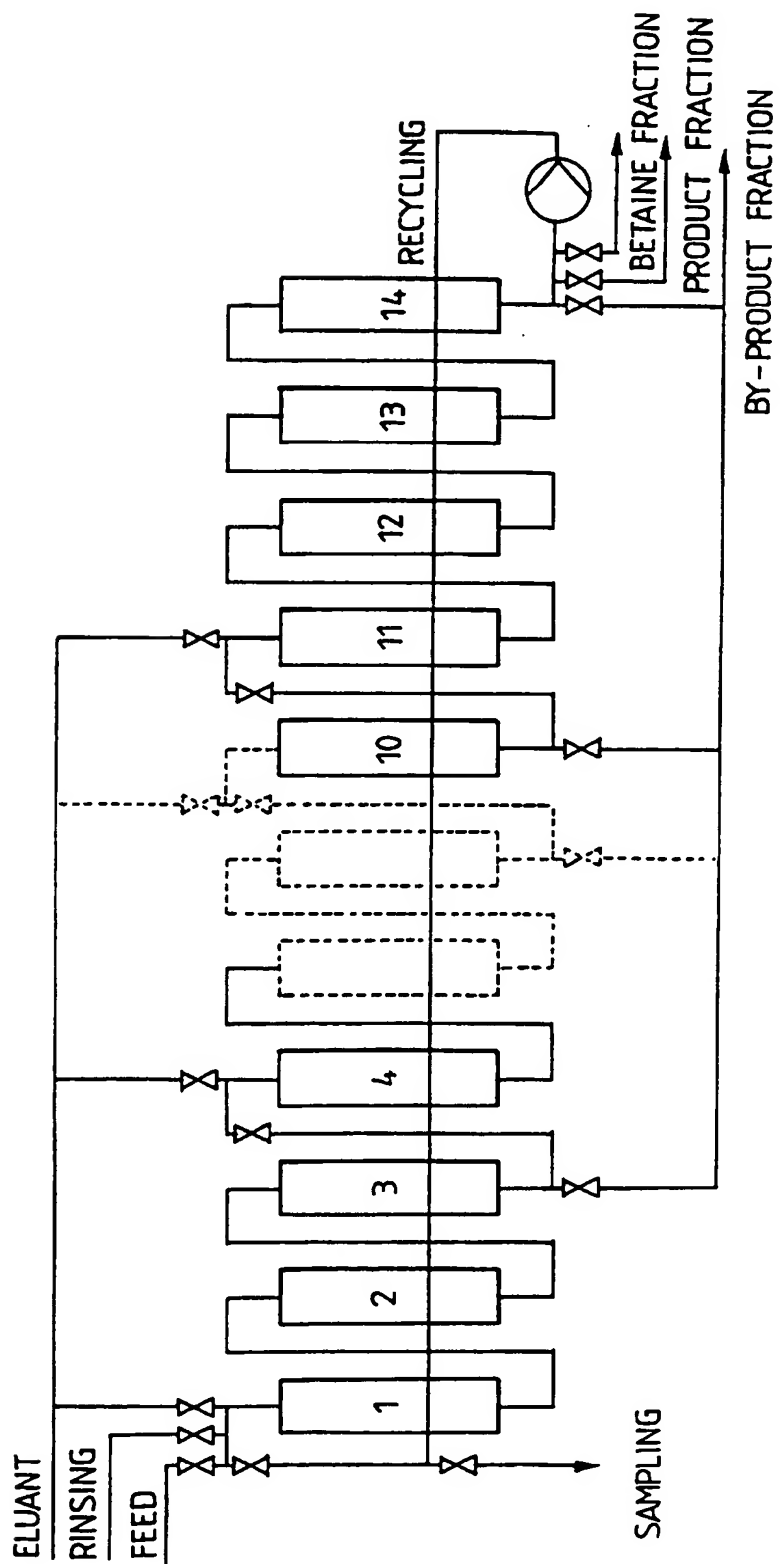 ELUANT
RINSING
FEED
SAMPLING
1
2
3
4
10
11
12
13
14
RECYCLING
BETAINE FRACTION
PRODUCT FRACTION
BY-PRODUCT FRACTION